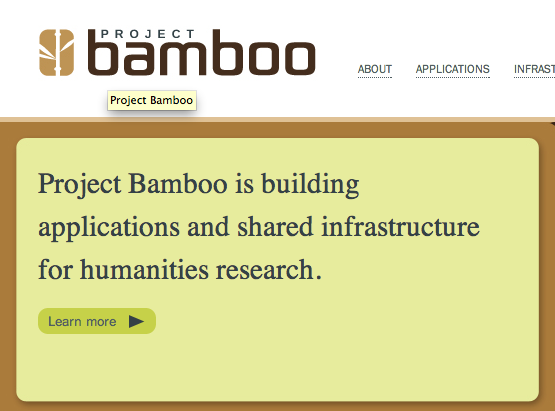 PROJECT
bamboo
ABOUT APPLICATIONS INFRAST
Project Bamboo
Project Bamboo is building
applications and shared infrastructure
for humanities research.
Learn more